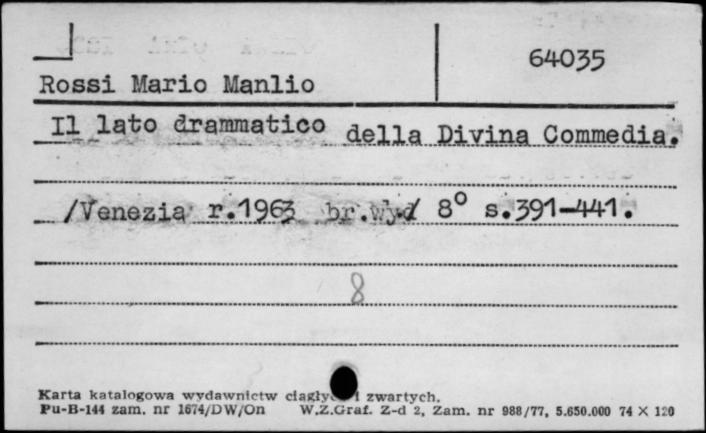 64035
Rossi Mario Manlio
Il lato drammatico della Divina Commedia.
/Venezia r.1963 br.wyd/ 8° s.391-441.
8
Karta katalogowa wydawnictw ciągłych i zwartych.
Pu-B-144 zam. nr 1674/DW/On W.Z.Graf. Z-d 2, Zam. nr 988/77, 5.650.000 74 X 120